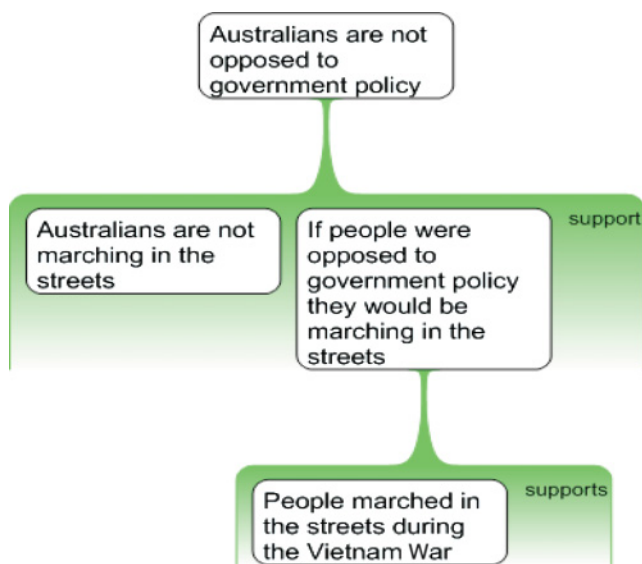 Australians are not
opposed to
government policy
support
Australians are not
marching in the
streets
If people were
opposed to
government policy
they would be
marching in the
streets
supports
People marched in
the streets during
the Vietnam War